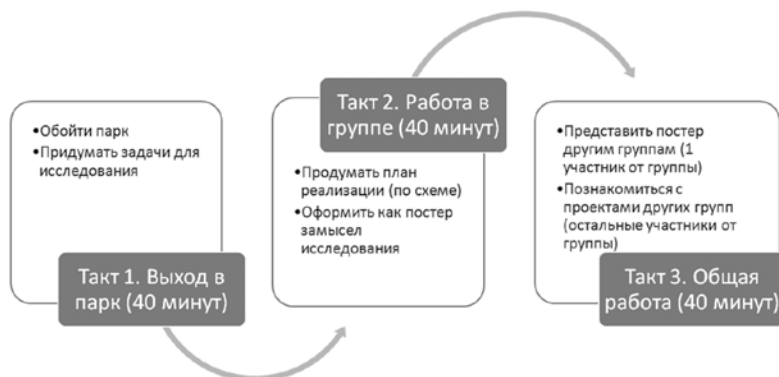 •Обойти парк
•Придумать задачи для
исследования
Такт 1. Выход в
парк (40 минут)
Такт 2. Работа в
группе (40 минут)
•Продумать план
реализации (по схеме)
•Оформить как постер
замысел
исследования
•Представить постер
другим группам (1
участник от группы)
•Познакомиться с
проектами других групп
(остальные участники от
группы)
Такт 3. Общая
работа (40 минут)